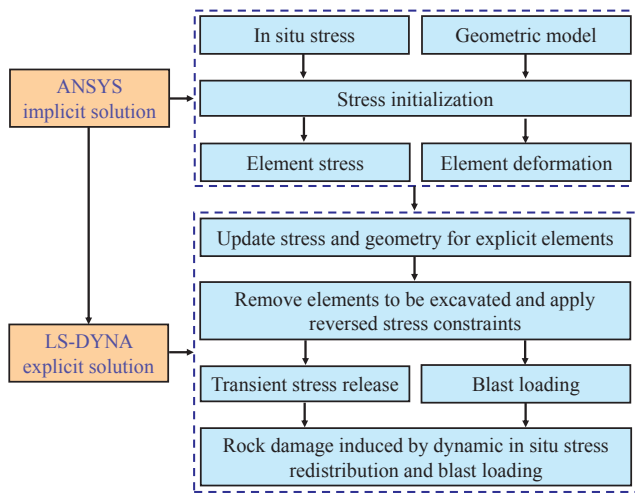 In situ stress
Geometric model
ANSYS
implicit solution
Stress initialization
Element stress
Element deformation
Update stress and geometry for explicit elements
Remove elements to be excavated and apply
reversed stress constraints
LS-DYNA
explicit solution
Transient stress release
Blast loading
Rock damage induced by dynamic in situ stress
redistribution and blast loading